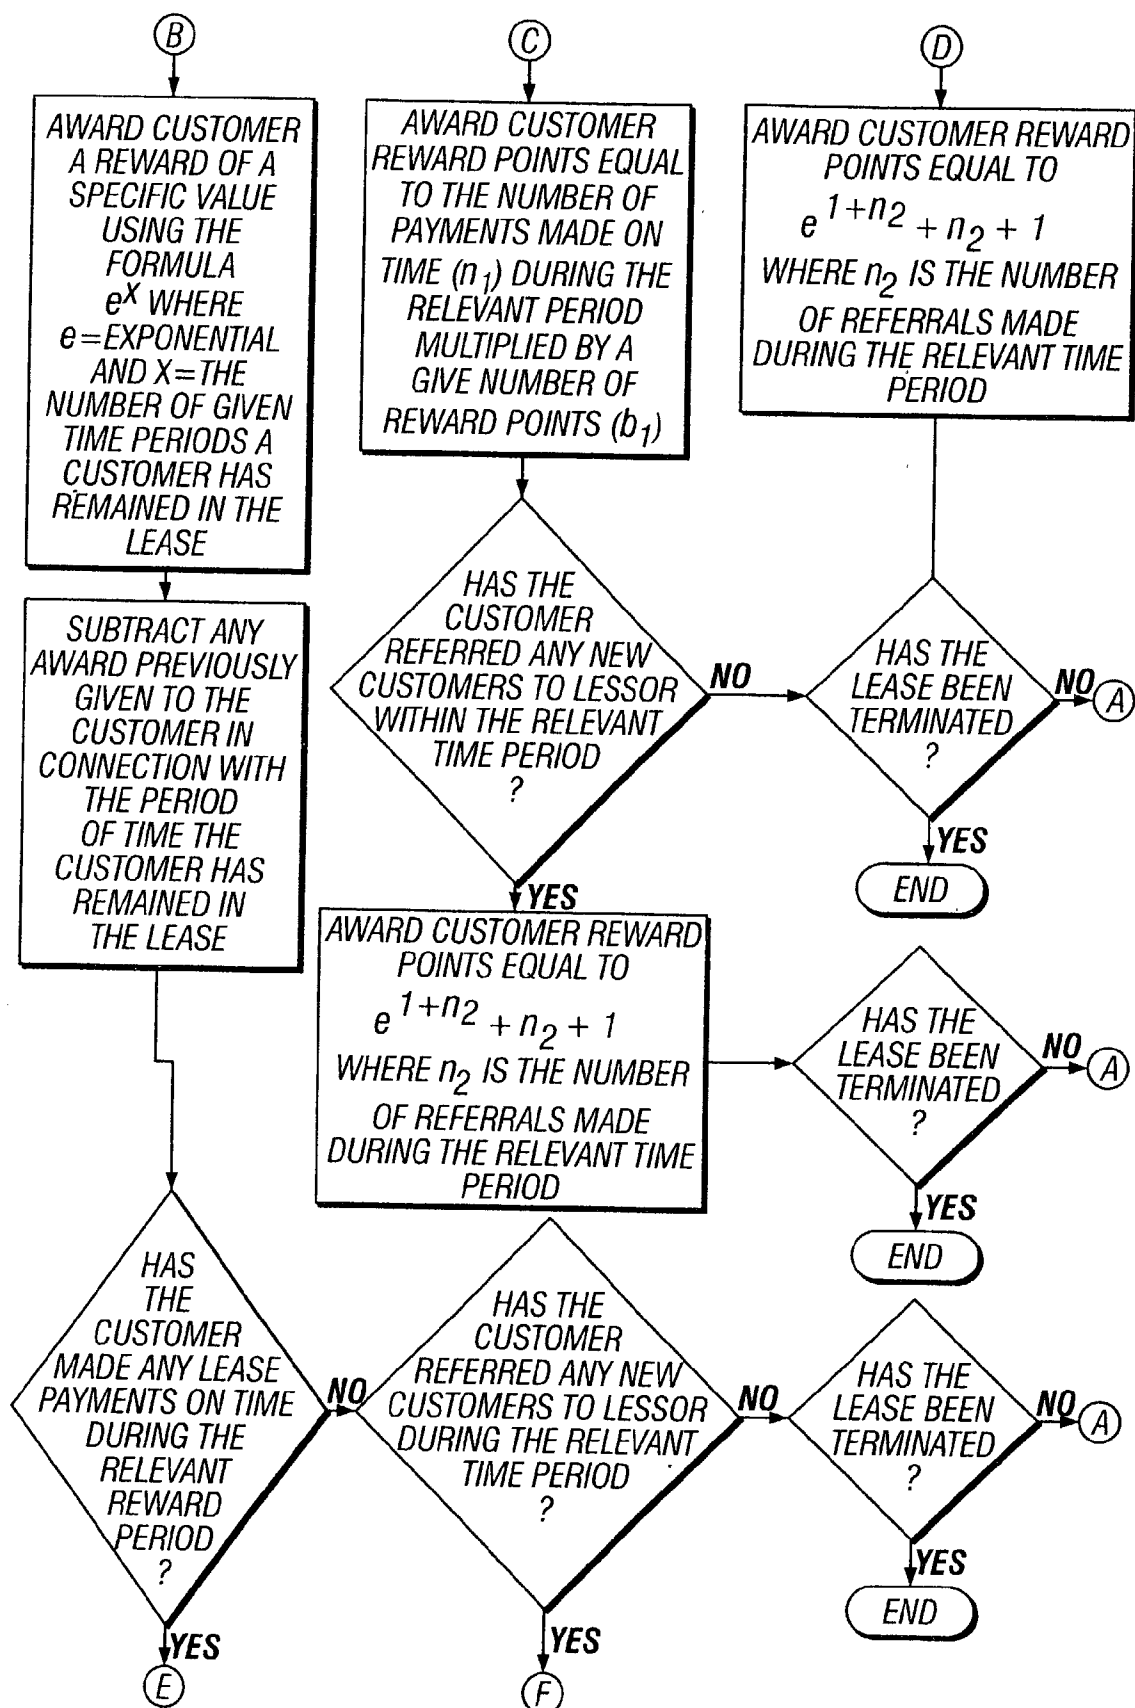 B
AWARD CUSTOMER
A REWARD OF A
SPECIFIC VALUE
USING THE
FORMULA
e^X WHERE
e=EXPONENTIAL
AND X=THE
NUMBER OF GIVEN
TIME PERIODS A
CUSTOMER HAS
REMAINED IN THE
LEASE
SUBTRACT ANY
AWARD PREVIOUSLY
GIVEN TO THE
CUSTOMER IN
CONNECTION WITH
THE PERIOD
OF TIME THE
CUSTOMER HAS
REMAINED IN
THE LEASE
HAS
THE
CUSTOMER
MADE ANY LEASE
PAYMENTS ON TIME
DURING THE
RELEVANT
REWARD
PERIOD
?
NO
YES
E
C
AWARD CUSTOMER
REWARD POINTS EQUAL
TO THE NUMBER OF
PAYMENTS MADE ON
TIME (n1) DURING THE
RELEVANT PERIOD
MULTIPLIED BY A
GIVE NUMBER OF
REWARD POINTS (b1)
HAS THE
CUSTOMER
REFERRED ANY NEW
CUSTOMERS TO LESSOR
WITHIN THE RELEVANT
TIME PERIOD
?
NO
YES
AWARD CUSTOMER REWARD
POINTS EQUAL TO
e^1+n2 + n2 + 1
WHERE n2 IS THE NUMBER
OF REFERRALS MADE
DURING THE RELEVANT TIME
PERIOD
HAS THE
CUSTOMER
REFERRED ANY NEW
CUSTOMERS TO LESSOR
DURING THE RELEVANT
TIME PERIOD
?
NO
YES
F
D
AWARD CUSTOMER REWARD
POINTS EQUAL TO
e^1+n2 + n2 + 1
WHERE n2 IS THE NUMBER
OF REFERRALS MADE
DURING THE RELEVANT TIME
PERIOD
HAS THE
LEASE BEEN
TERMINATED
?
NO
A
YES
END
HAS THE
LEASE BEEN
TERMINATED
?
NO
A
YES
END
HAS THE
LEASE BEEN
TERMINATED
?
NO
A
YES
END